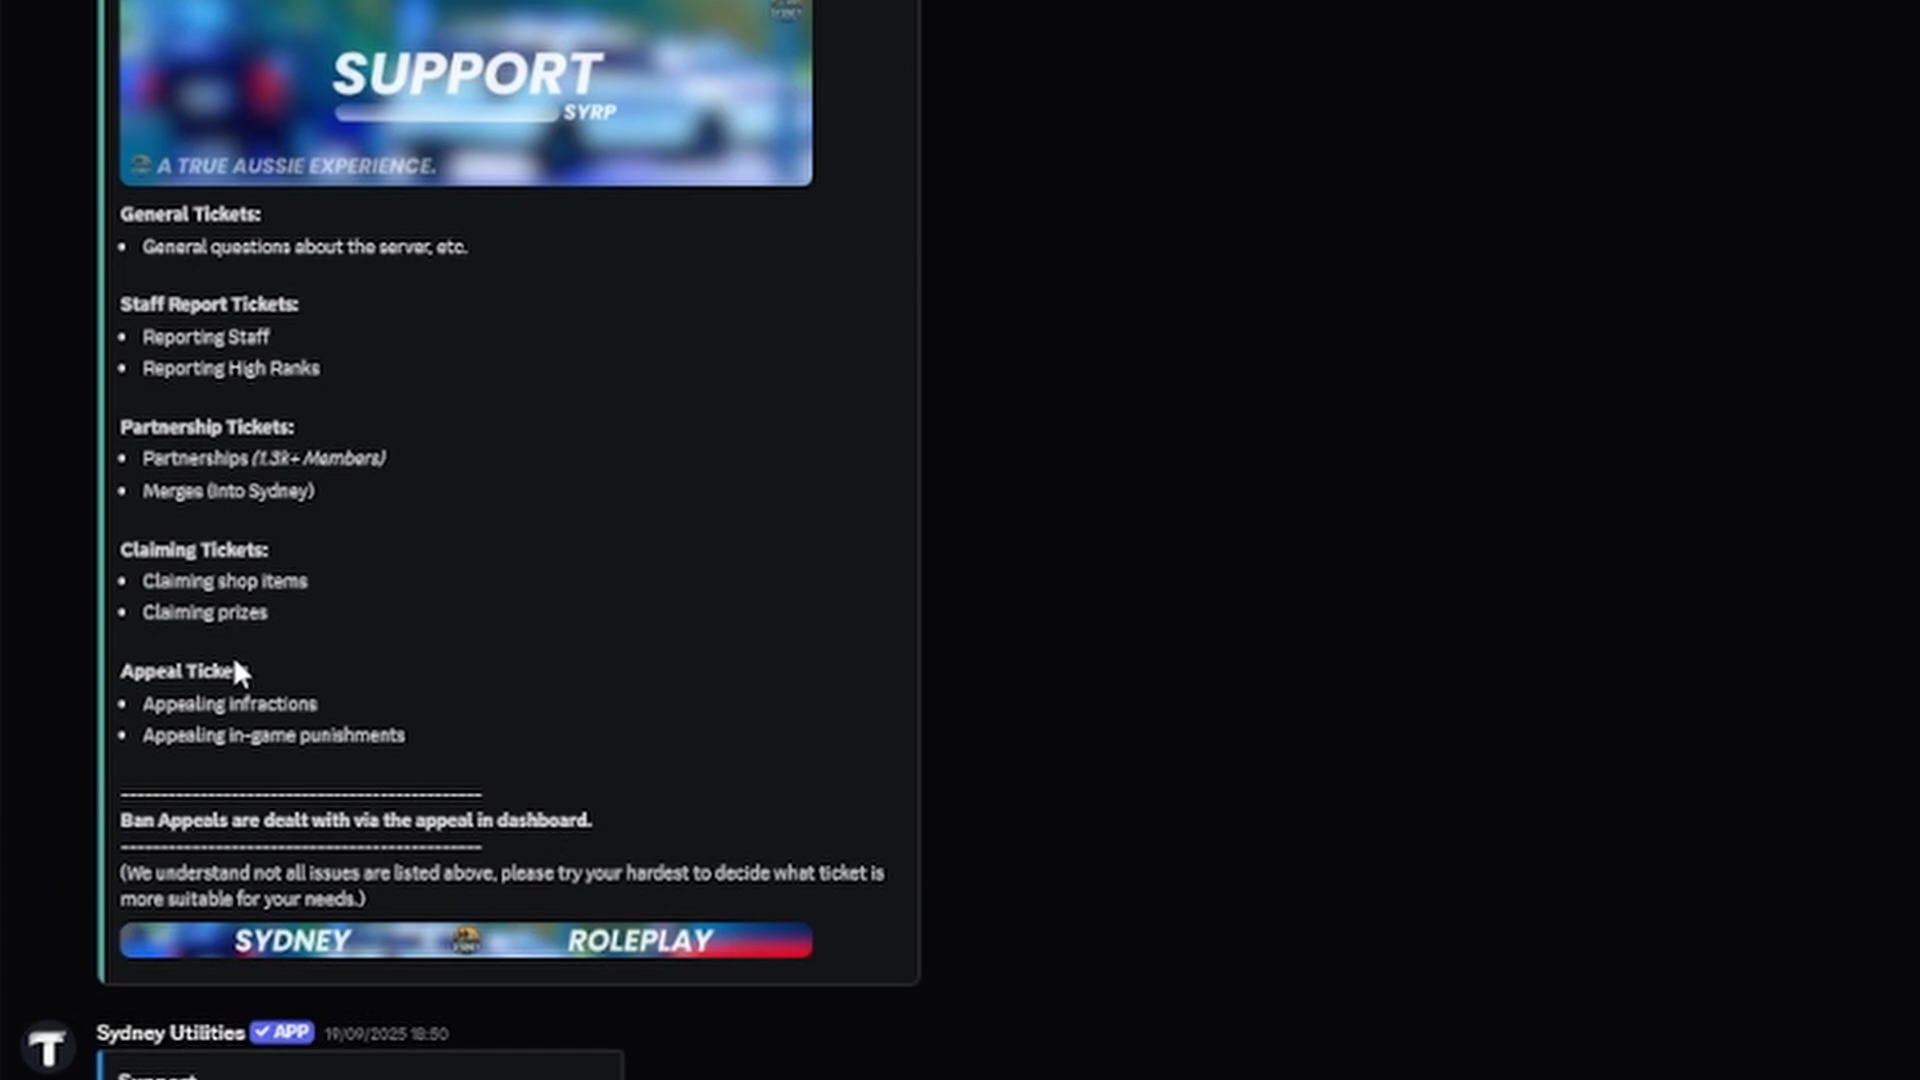 SUPPORT
SYRP
A TRUE AUSSIE EXPERIENCE.
General Tickets:
• General questions about the server, etc.
Staff Report Tickets:
• Reporting Staff
• Reporting High Ranks
Partnership Tickets:
• Partnerships (1.3k+ Members)
• Merges (Into Sydney)
Claiming Tickets:
• Claiming shop items
• Claiming prizes
Appeal Ticket
• Appealing infractions
• Appealing in-game punishments
Ban Appeals are dealt with via the appeal in dashboard.
(We understand not all issues are listed above, please try your hardest to decide what ticket is
more suitable for your needs.)
SYDNEY ROLEPLAY
Sydney Utilities ✓ APP 19/09/2025 18:50
Support